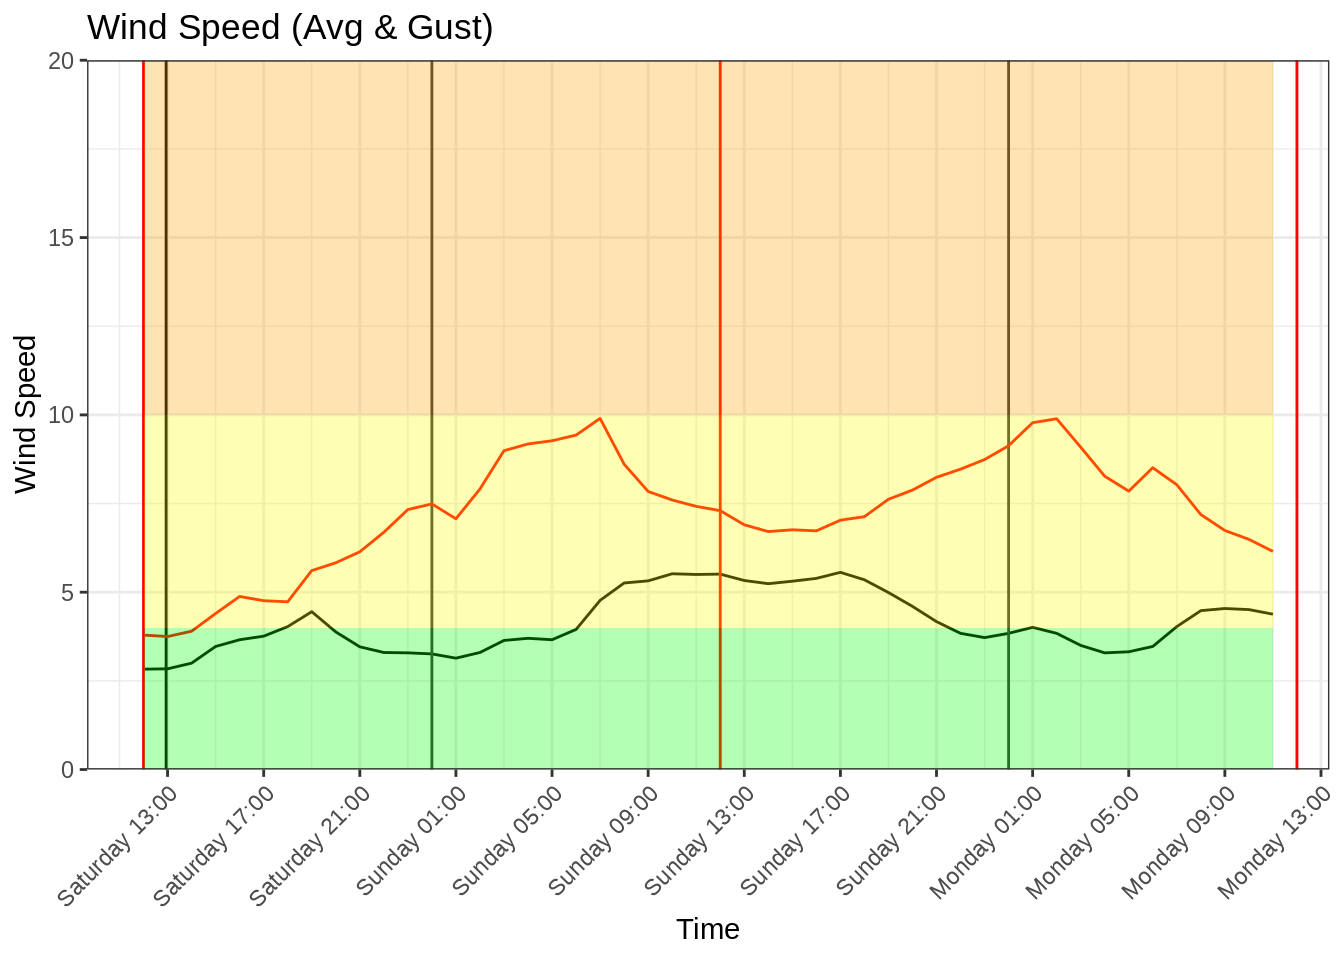 Wind Speed (Avg & Gust)
20
15
10
5
0
Wind Speed
Saturday 13:00
Saturday 17:00
Saturday 21:00
Sunday 01:00
Sunday 05:00
Sunday 09:00
Sunday 13:00
Sunday 17:00
Sunday 21:00
Monday 01:00
Monday 05:00
Monday 09:00
Monday 13:00
Time